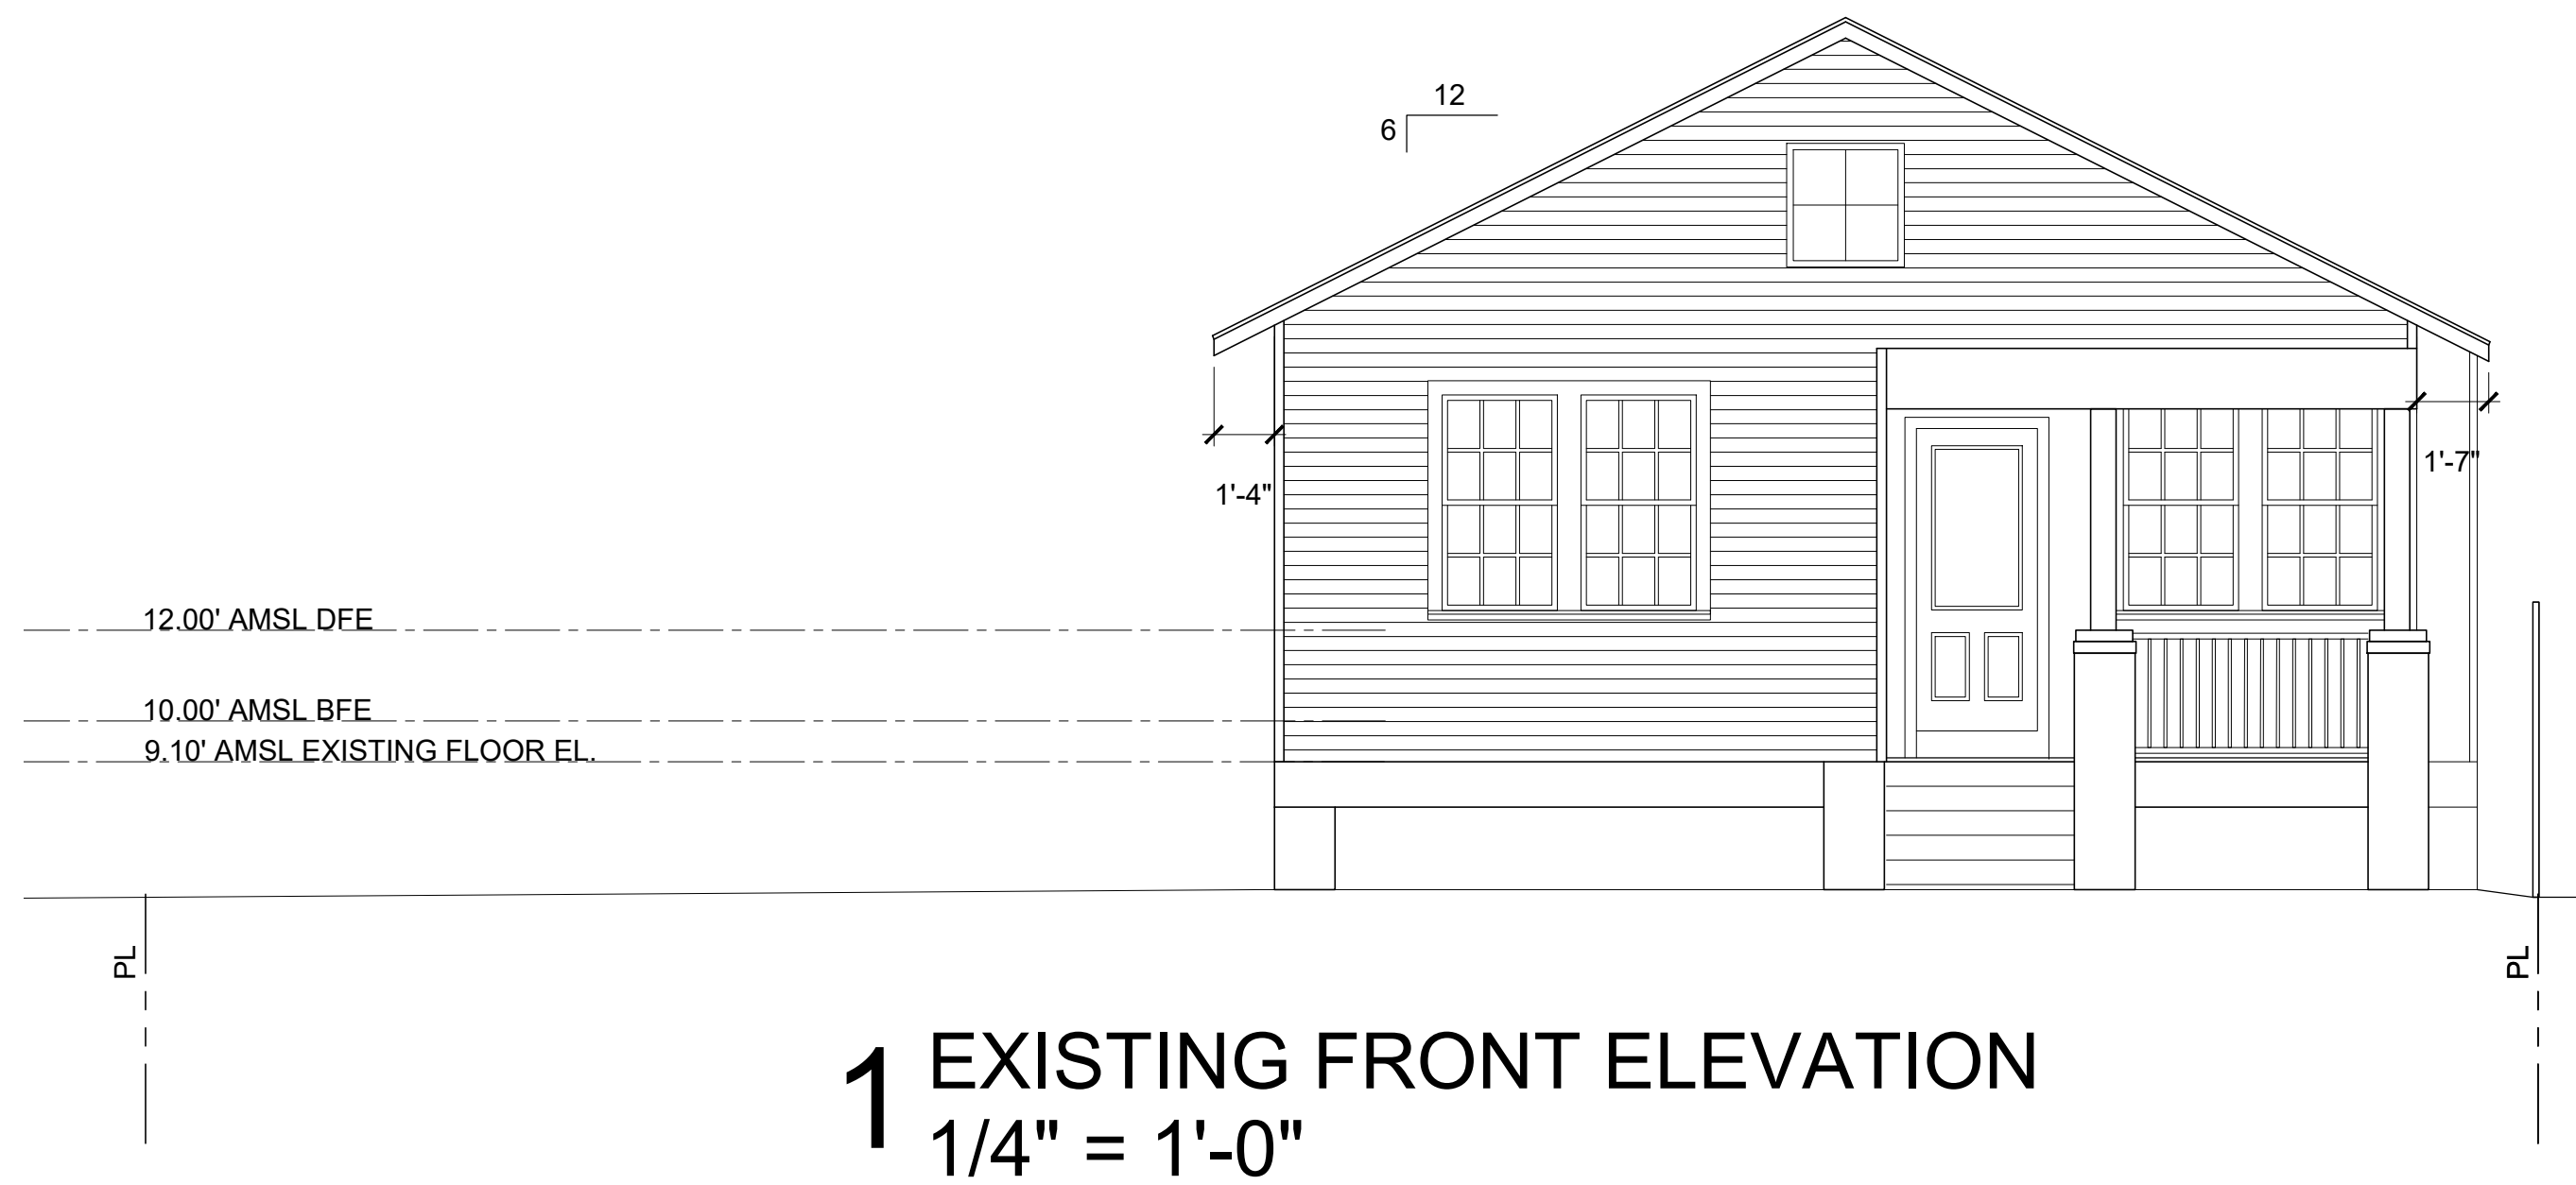 12
6
1'-4"
1'-7"
12.00' AMSL DFE
10.00' AMSL BFE
9.10' AMSL EXISTING FLOOR EL.
PL
PL
1 EXISTING FRONT ELEVATION
1/4" = 1'-0"